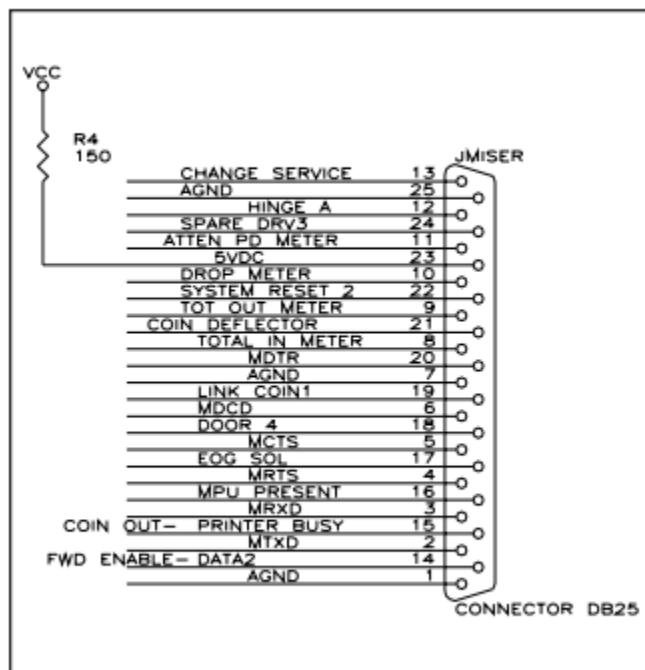 VCC
R4
150
JMISER
CHANGE SERVICE 13
AGND 25
HINGE A 12
SPARE DRV3 24
ATTEN PD METER 11
5VDC 23
DROP METER 10
SYSTEM RESET 2 22
TOT OUT METER 9
COIN DEFLECTOR 21
TOTAL IN METER 8
MDTR 20
AGND 7
LINK COIN1 19
MDCD 6
DOOR 4 18
MCTS 5
EOG SOL 17
MRTS 4
MPU PRESENT 16
MRXD 3
COIN OUT- PRINTER BUSY 15
MTXD 2
FWD ENABLE- DATA2 14
AGND 1
CONNECTOR DB25